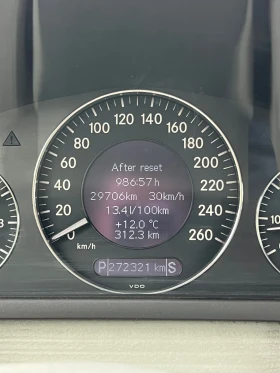 100 120 140
80 160
60 180
40 200
20 220
0 240
260
km/h
After reset
986:57 h
29706km 30km/h
13.4l/100km
+12.0 °C
312.3 km
P 272321 km S
VDO